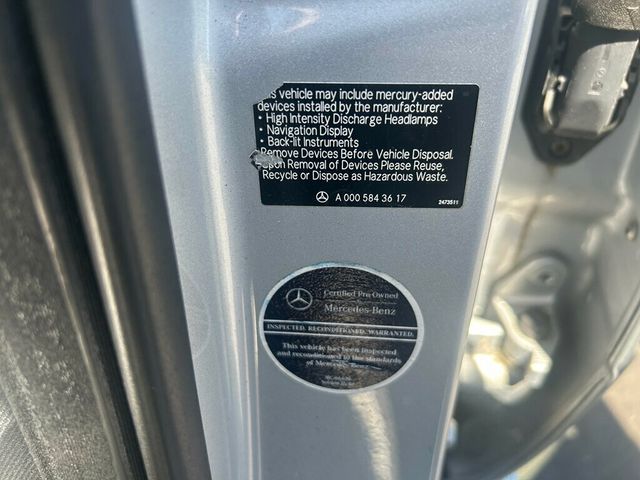 his vehicle may include mercury-added
devices installed by the manufacturer:
• High Intensity Discharge Headlamps
• Navigation Display
• Back-lit Instruments
Remove Devices Before Vehicle Disposal.
Upon Removal of Devices Please Reuse,
Recycle or Dispose as Hazardous Waste.
A 000 584 36 17
2473511
Certified Pre-Owned
Mercedes-Benz
INSPECTED. RECONDITIONED. WARRANTED.
This vehicle has been inspected
and reconditioned to the standards
of Mercedes-Benz.